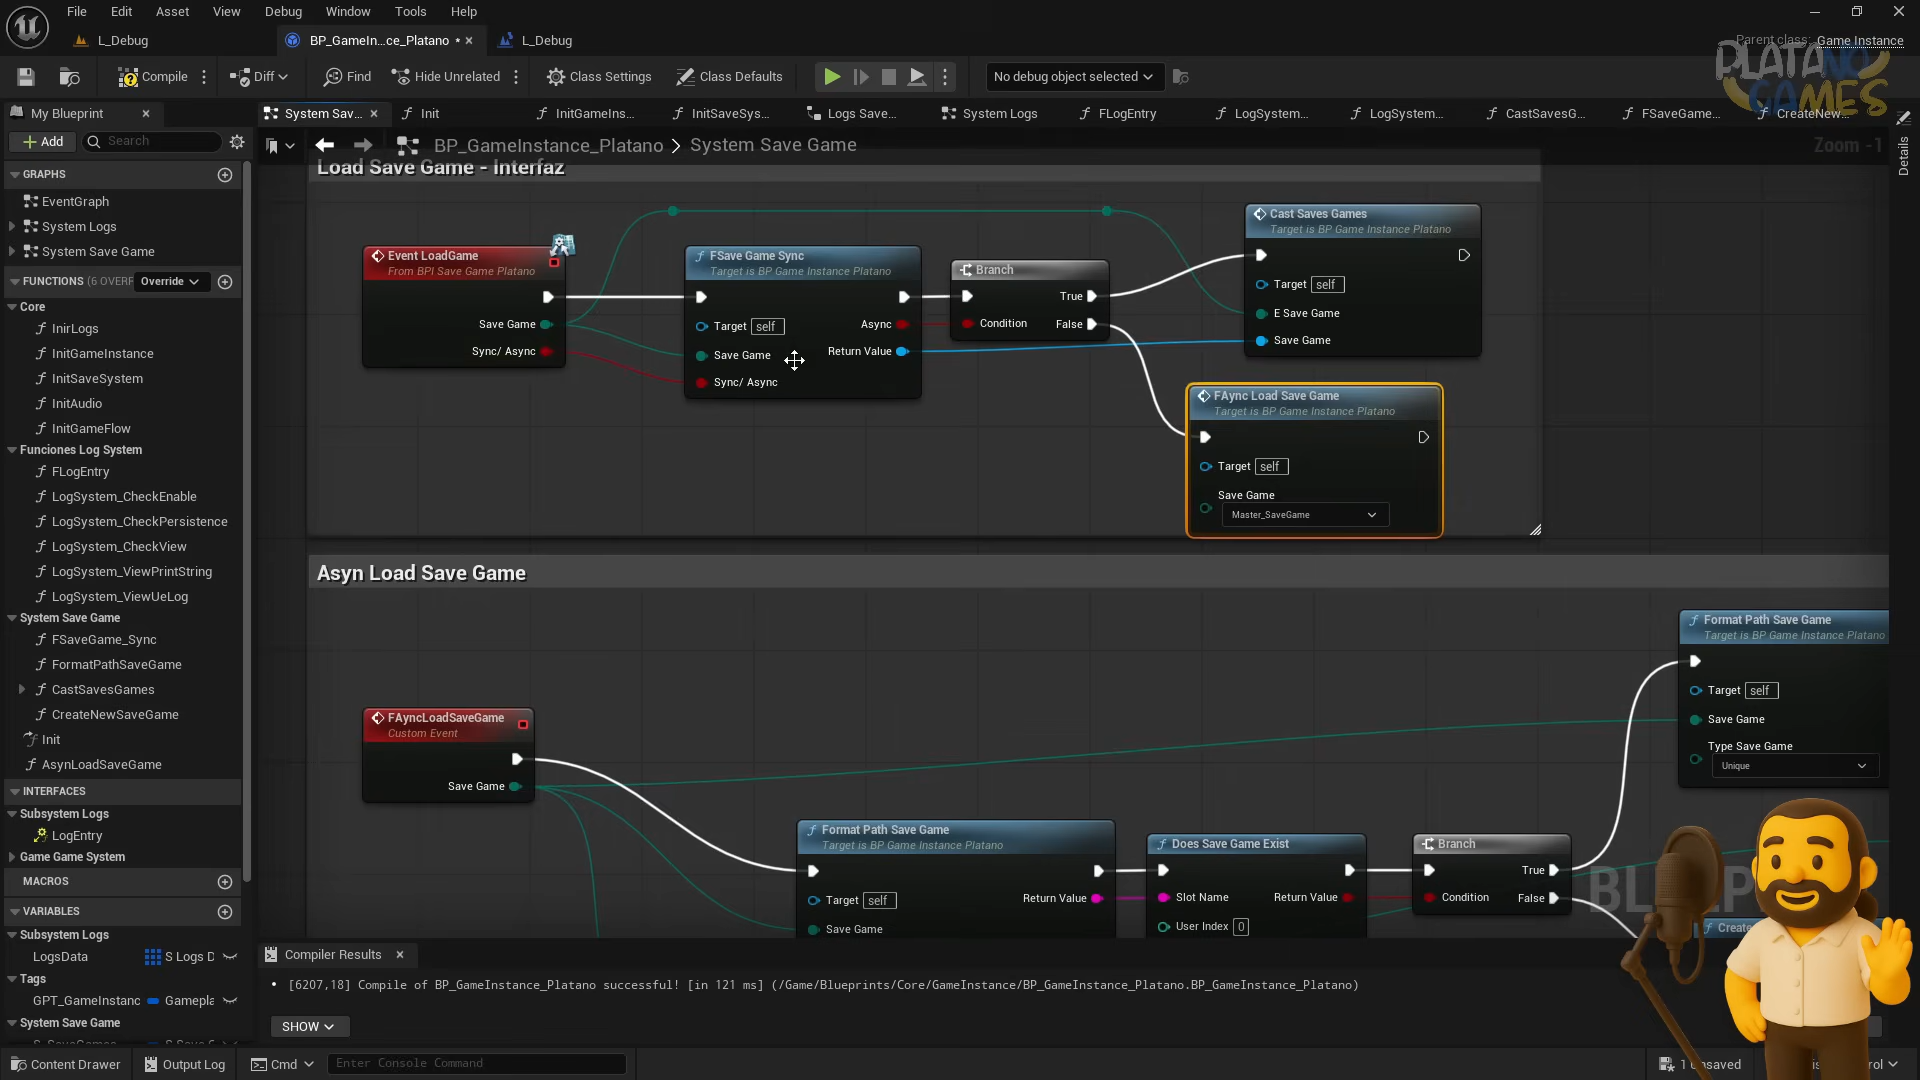 File Edit Asset View Debug Window Tools Help
L_Debug
BP_GameIn...ce_Platano
L_Debug
Parent class: Game Instance
PLATANO
GAMES
Compile
Diff
Find
Hide Unrelated
Class Settings
Class Defaults
No debug object selected
My Blueprint
System Sav...
Init
InitGameIns...
InitSaveSys...
Logs Save...
System Logs
FLogEntry
LogSystem...
LogSystem...
CastSavesG...
FSaveGame...
CreateNew...
Details
Add
Search
BP_GameInstance_Platano > System Save Game
Zoom -1
GRAPHS
EventGraph
System Logs
System Save Game
FUNCTIONS (6 OVERF
Override
Core
InirLogs
InitGameInstance
InitSaveSystem
InitAudio
InitGameFlow
Funciones Log System
FLogEntry
LogSystem_CheckEnable
LogSystem_CheckPersistence
LogSystem_CheckView
LogSystem_ViewPrintString
LogSystem_ViewUeLog
System Save Game
FSaveGame_Sync
FormatPathSaveGame
CastSavesGames
CreateNewSaveGame
Init
AsynLoadSaveGame
INTERFACES
Subsystem Logs
LogEntry
Game Game System
MACROS
VARIABLES
Subsystem Logs
LogsData
S Logs D
Tags
GPT_GameInstanc
Gamepla
System Save Game
Load Save Game - Interfaz
Event LoadGame
From BPI Save Game Platano
Save Game
Sync/ Async
FSave Game Sync
Target is BP Game Instance Platano
Target self
Async
Save Game
Return Value
Sync/ Async
Branch
True
Condition
False
Cast Saves Games
Target is BP Game Instance Platano
Target self
E Save Game
Save Game
FAync Load Save Game
Target is BP Game Instance Platano
Target self
Save Game
Master_SaveGame
Asyn Load Save Game
FAyncLoadSaveGame
Custom Event
Save Game
Format Path Save Game
Target is BP Game Instance Platano
Target self
Return Value
Save Game
Does Save Game Exist
Slot Name
Return Value
User Index 0
Branch
True
Condition
False
Format Path Save Game
Target is BP Game Instance Platano
Target self
Save Game
Type Save Game
Unique
Create
Compiler Results
[6207,18] Compile of BP_GameInstance_Platano successful! [in 121 ms] (/Game/Blueprints/Core/GameInstance/BP_GameInstance_Platano.BP_GameInstance_Platano)
SHOW
Content Drawer
Output Log
Cmd
Enter Console Command